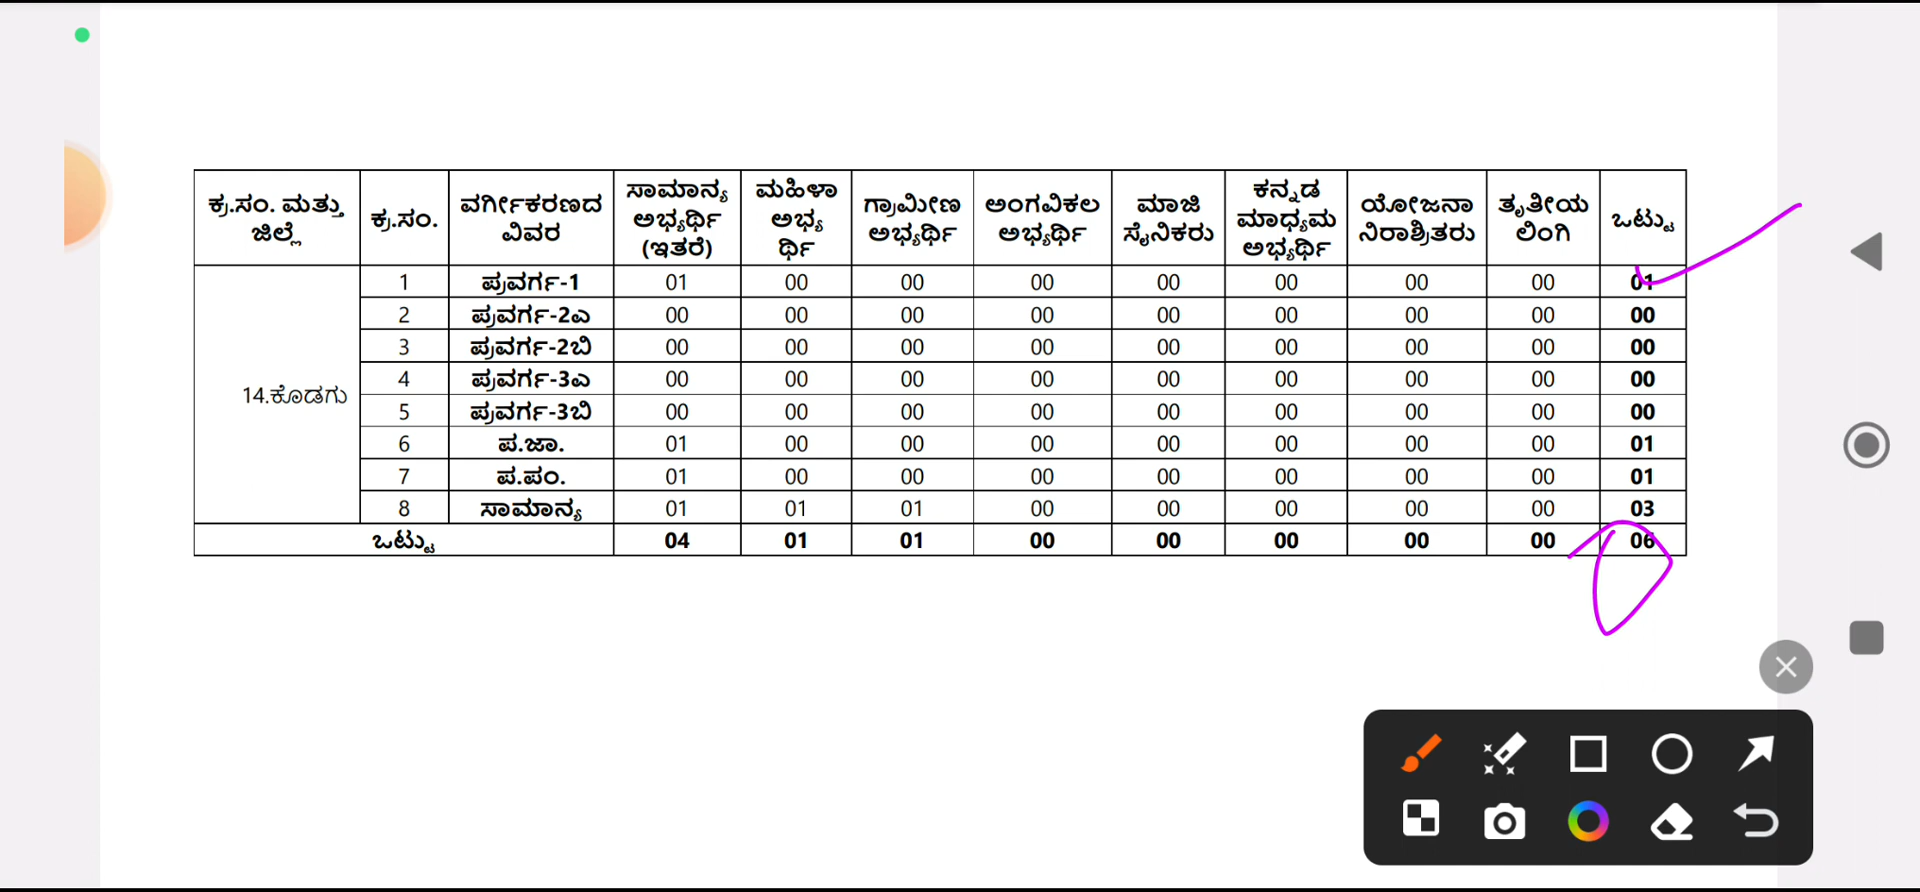 ಕ್ರ.ಸಂ. ಮತ್ತು ಜಿಲ್ಲೆ ಕ್ರ.ಸಂ. ವರ್ಗೀಕರಣದ ವಿವರ ಸಾಮಾನ್ಯ ಅಭ್ಯರ್ಥಿ (ಇತರೆ) ಮಹಿಳಾ ಅಭ್ಯರ್ಥಿ ಗ್ರಾಮೀಣ ಅಭ್ಯರ್ಥಿ ಅಂಗವಿಕಲ ಅಭ್ಯರ್ಥಿ ಮಾಜಿ ಸೈನಿಕರು ಕನ್ನಡ ಮಾಧ್ಯಮ ಅಭ್ಯರ್ಥಿ ಯೋಜನಾ ನಿರಾಶ್ರಿತರು ತೃತೀಯ ಲಿಂಗಿ ಒಟ್ಟು
14.ಕೊಡಗು
1 ಪ್ರವರ್ಗ-1 01 00 00 00 00 00 00 00 01
2 ಪ್ರವರ್ಗ-2ಎ 00 00 00 00 00 00 00 00 00
3 ಪ್ರವರ್ಗ-2ಬಿ 00 00 00 00 00 00 00 00 00
4 ಪ್ರವರ್ಗ-3ಎ 00 00 00 00 00 00 00 00 00
5 ಪ್ರವರ್ಗ-3ಬಿ 00 00 00 00 00 00 00 00 00
6 ಪ.ಜಾ. 01 00 00 00 00 00 00 00 01
7 ಪ.ಪಂ. 01 00 00 00 00 00 00 00 01
8 ಸಾಮಾನ್ಯ 01 01 01 00 00 00 00 00 03
ಒಟ್ಟು 04 01 01 00 00 00 00 00 06